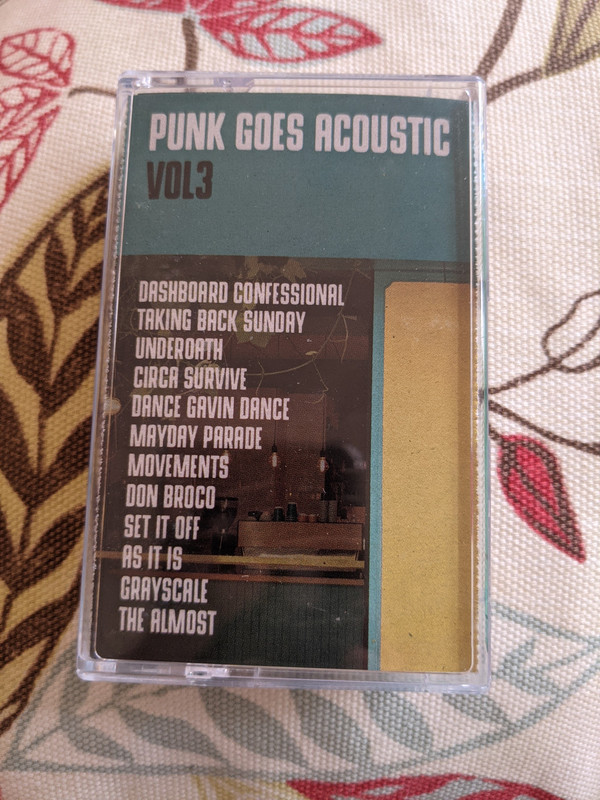 PUNK GOES ACOUSTIC
VOL3
DASHBOARD CONFESSIONAL
TAKING BACK SUNDAY
UNDEROATH
CIRCA SURVIVE
DANCE GAVIN DANCE
MAYDAY PARADE
MOVEMENTS
DON BROCO
SET IT OFF
AS IT IS
GRAYSCALE
THE ALMOST